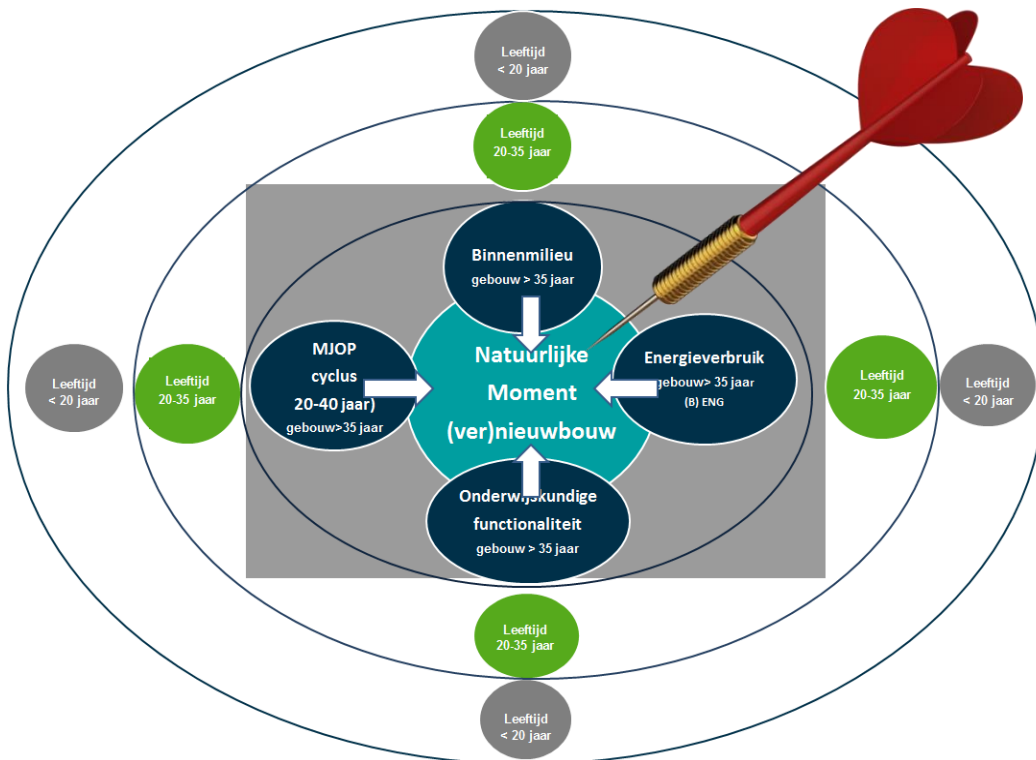 Leeftijd
< 20 jaar
Leeftijd
20-35 jaar
Binnenmilieu
gebouw > 35 jaar
MJOP
cyclus
20-40 jaar)
gebouw>35 jaar
Natuurlijke
Moment
(ver)nieuwbouw
Energieverbruik
gebouw> 35 jaar
(B) ENG
Leeftijd
< 20 jaar
Leeftijd
20-35 jaar
Leeftijd
20-35 jaar
Leeftijd
< 20 jaar
Onderwijskundige
functionaliteit
gebouw > 35 jaar
Leeftijd
20-35 jaar
Leeftijd
< 20 jaar